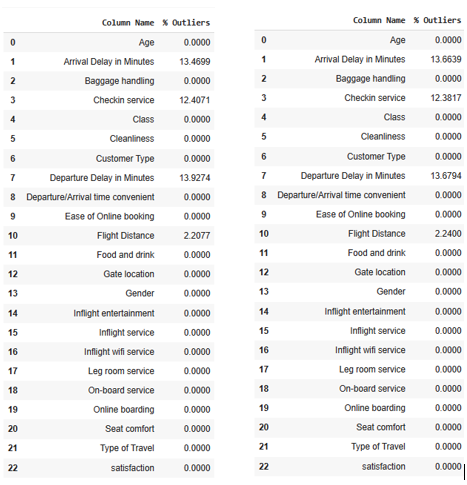 Column Name % Outliers
0 Age 0.0000
1 Arrival Delay in Minutes 13.4699
2 Baggage handling 0.0000
3 Checkin service 12.4071
4 Class 0.0000
5 Cleanliness 0.0000
6 Customer Type 0.0000
7 Departure Delay in Minutes 13.9274
8 Departure/Arrival time convenient 0.0000
9 Ease of Online booking 0.0000
10 Flight Distance 2.2077
11 Food and drink 0.0000
12 Gate location 0.0000
13 Gender 0.0000
14 Inflight entertainment 0.0000
15 Inflight service 0.0000
16 Inflight wifi service 0.0000
17 Leg room service 0.0000
18 On-board service 0.0000
19 Online boarding 0.0000
20 Seat comfort 0.0000
21 Type of Travel 0.0000
22 satisfaction 0.0000
Column Name % Outliers
0 Age 0.0000
1 Arrival Delay in Minutes 13.6639
2 Baggage handling 0.0000
3 Checkin service 12.3817
4 Class 0.0000
5 Cleanliness 0.0000
6 Customer Type 0.0000
7 Departure Delay in Minutes 13.6794
8 Departure/Arrival time convenient 0.0000
9 Ease of Online booking 0.0000
10 Flight Distance 2.2400
11 Food and drink 0.0000
12 Gate location 0.0000
13 Gender 0.0000
14 Inflight entertainment 0.0000
15 Inflight service 0.0000
16 Inflight wifi service 0.0000
17 Leg room service 0.0000
18 On-board service 0.0000
19 Online boarding 0.0000
20 Seat comfort 0.0000
21 Type of Travel 0.0000
22 satisfaction 0.0000